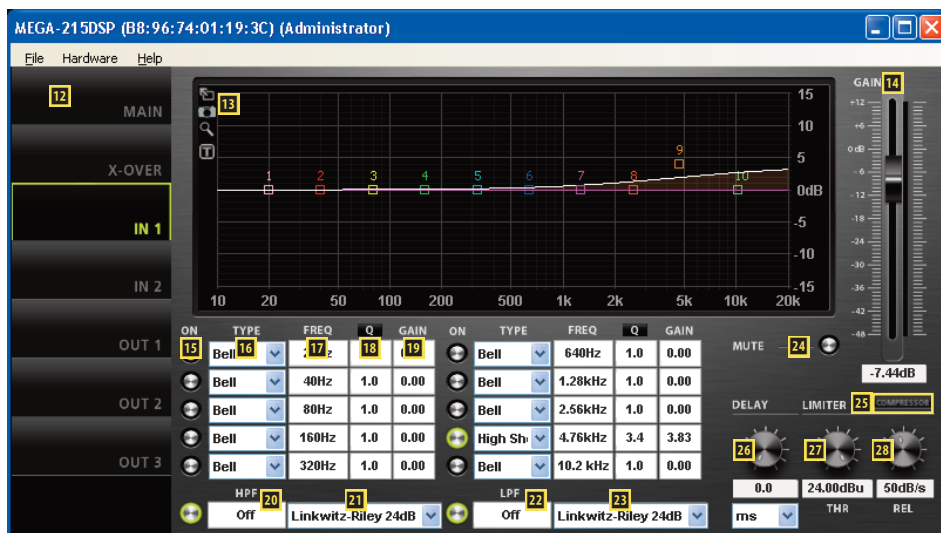 MEGA-215DSP (B8:96:74:01:19:3C) (Administrator)
File Hardware Help
12
MAIN
X-OVER
IN 1
IN 2
OUT 1
OUT 2
OUT 3
13
T
1 2 3 4 5 6 7 8 9 10
15
10
5
0dB
-5
-10
-15
10 20 50 100 200 500 1k 2k 5k 10k 20k
GAIN 14
+12
+6
0 dB
-6
-12
-18
-24
-30
-36
-42
-48
-7.44dB
ON TYPE FREQ Q GAIN ON TYPE FREQ Q GAIN
15 Bell 16 17 18 19 Bell 640Hz 1.0 0.00
Bell 40Hz 1.0 0.00 Bell 1.28kHz 1.0 0.00
Bell 80Hz 1.0 0.00 Bell 2.56kHz 1.0 0.00
Bell 160Hz 1.0 0.00 High Sh 4.76kHz 3.4 3.83
Bell 320Hz 1.0 0.00 Bell 10.2 kHz 1.0 0.00
HPF 20 21 LPF 22 23
Off Linkwitz-Riley 24dB Off Linkwitz-Riley 24dB
MUTE 24
DELAY LIMITER 25 COMPRESSOR
26 27 28
0.0 24.00dBu 50dB/s
ms THR REL